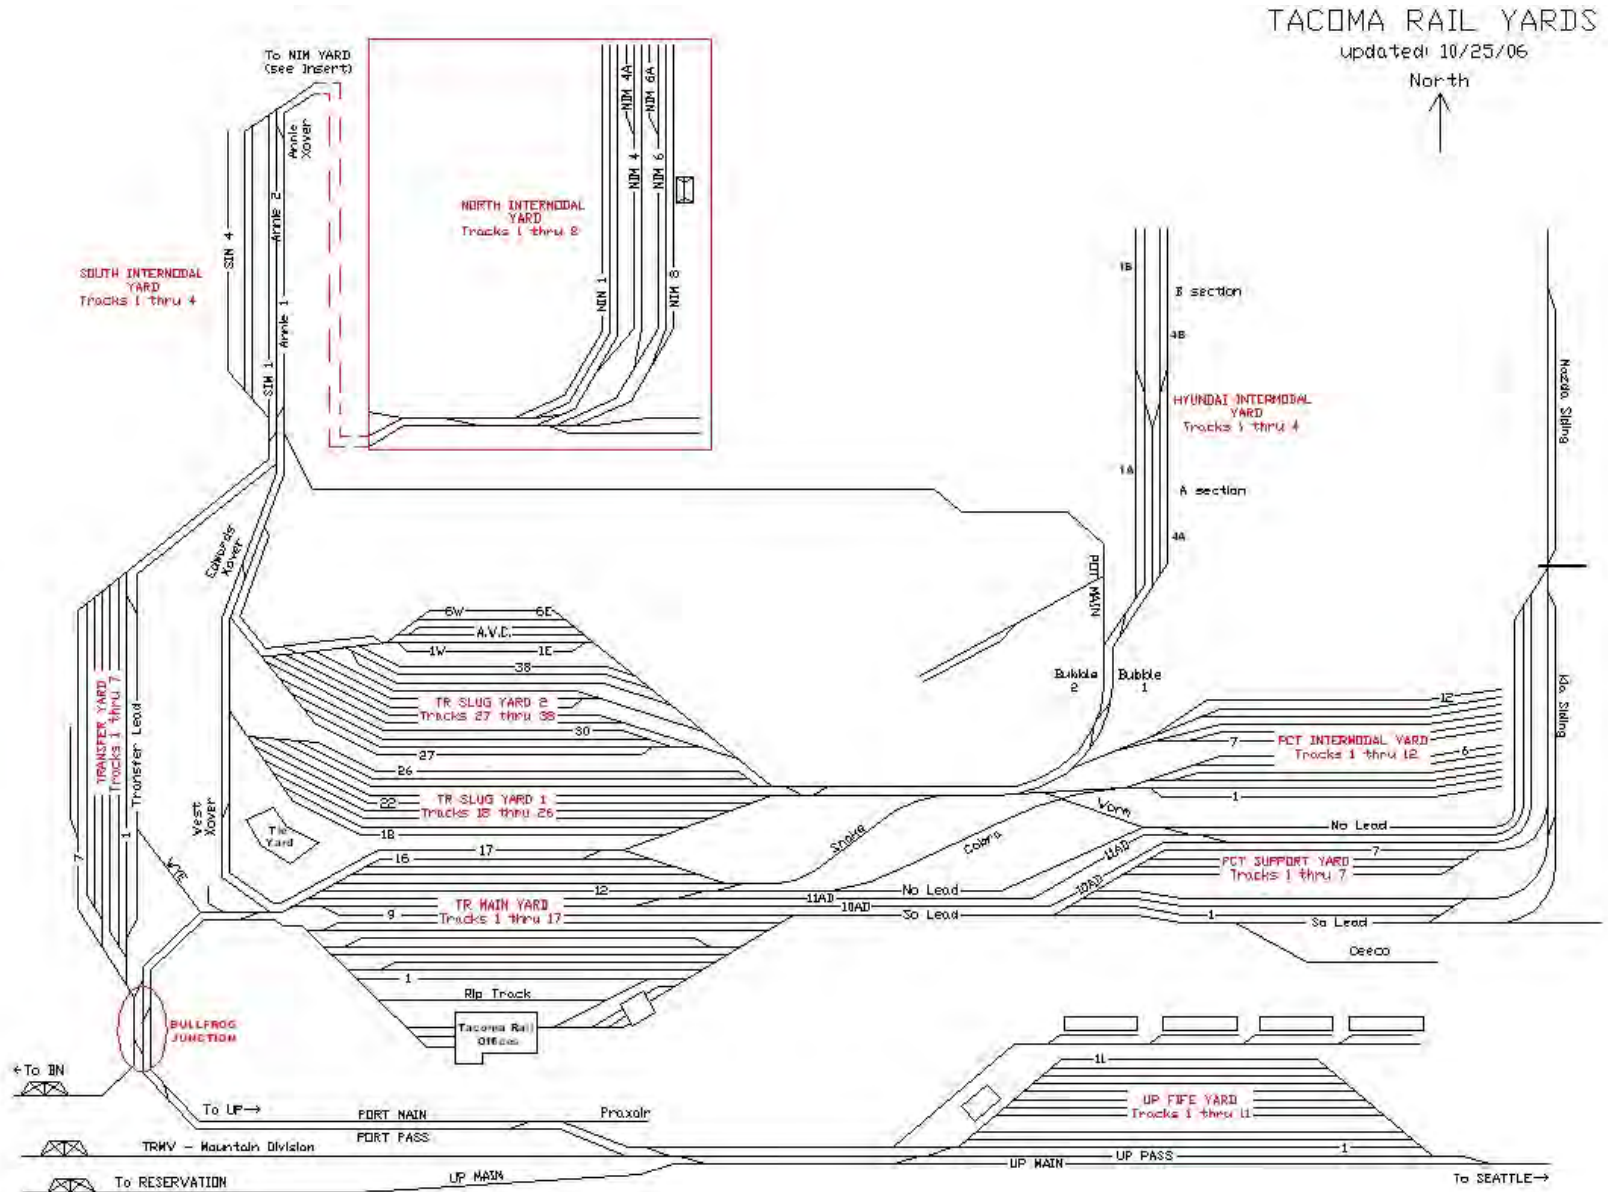 TACOMA RAIL YARDS
updated: 10/25/06
North
To NIM YARD
(see Insert)
Annie
Xover
NIM 4A
NIM 6A
NIM 4
NIM 6
NORTH INTERMODAL
YARD
Tracks 1 thru 8
NIM 1
NIM 8
SIM 4
Annie 2
SOUTH INTERMODAL
YARD
Tracks 1 thru 4
Annie 1
SIM 1
1B
B section
4B
HYUNDAI INTERMODAL
YARD
Tracks 1 thru 4
1A
A section
4A
Mazda Siding
Edwards
Xover
PCT MAIN
6W
6E
A.V.C.
1W
1E
38
TR SLUG YARD 2
Tracks 27 thru 38
30
27
26
22
TR SLUG YARD 1
Tracks 18 thru 26
18
17
16
12
TR MAIN YARD
Tracks 1 thru 17
9
1
Rip Track
Tacoma Rail
Offices
TRANSFER YARD
Tracks 1 thru 7
Transfer Lead
1
7
WYE
West
Xover
Tie
Yard
Bubble
2
Bubble
1
12
7
PCT INTERMODAL YARD
Tracks 1 thru 12
6
1
Kia Siding
Worm
No Lead
Snake
Cobra
11AD
7
PCT SUPPORT YARD
Tracks 1 thru 7
10AD
11AD
No Lead
10AD
So Lead
1
So Lead
Ceeco
BULLFROG
JUNCTION
←To BN
To UP→
PORT MAIN
Praxair
PORT PASS
TRMV - Mountain Division
To RESERVATION
UP MAIN
11
UP FIFE YARD
Tracks 1 thru 11
1
UP MAIN
UP PASS
To SEATTLE→